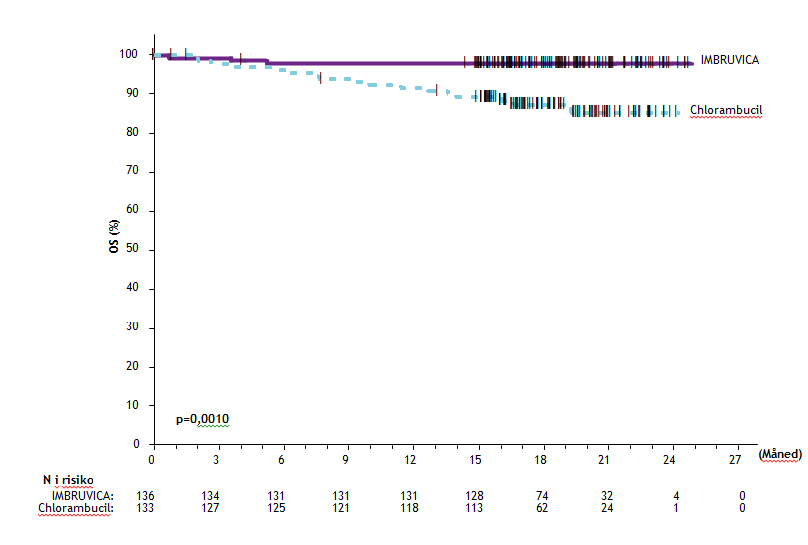 100
IMBRUVICA
90
Chlorambucil
80
70
60
OS (%)
50
40
30
20
10
p=0,0010
0
0 3 6 9 12 15 18 21 24 27 (Måned)
N i risiko
IMBRUVICA: 136 134 131 131 131 128 74 32 4 0
Chlorambucil: 133 127 125 121 118 113 62 24 1 0